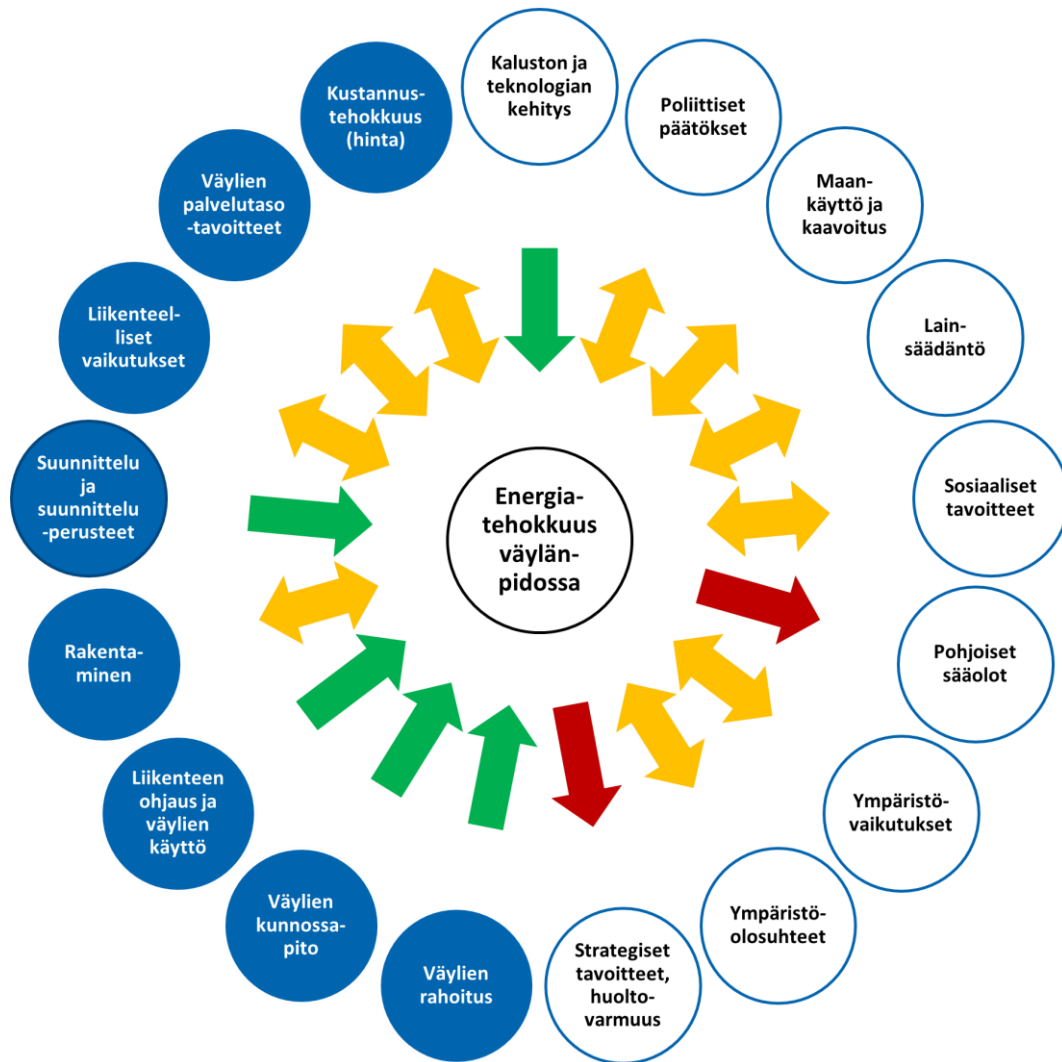 Kaluston ja
teknologian
kehitys
Poliittiset
päätökset
Maan-
käyttö ja
kaavoitus
Lain-
säädäntö
Sosiaaliset
tavoitteet
Pohjoiset
sääolot
Ympäristö-
vaikutukset
Ympäristö-
olosuhteet
Strategiset
tavoitteet,
huolto-
varmuus
Väylien
rahoitus
Väylien
kunnossa-
pito
Liikenteen
ohjaus ja
väylien
käyttö
Rakenta-
minen
Suunnittelu
ja
suunnittelu
-perusteet
Liikenteel-
liset
vaikutukset
Väylien
palvelutaso
-tavoitteet
Kustannus-
tehokkuus
(hinta)
Energia-
tehokkuus
väylän-
pidossa